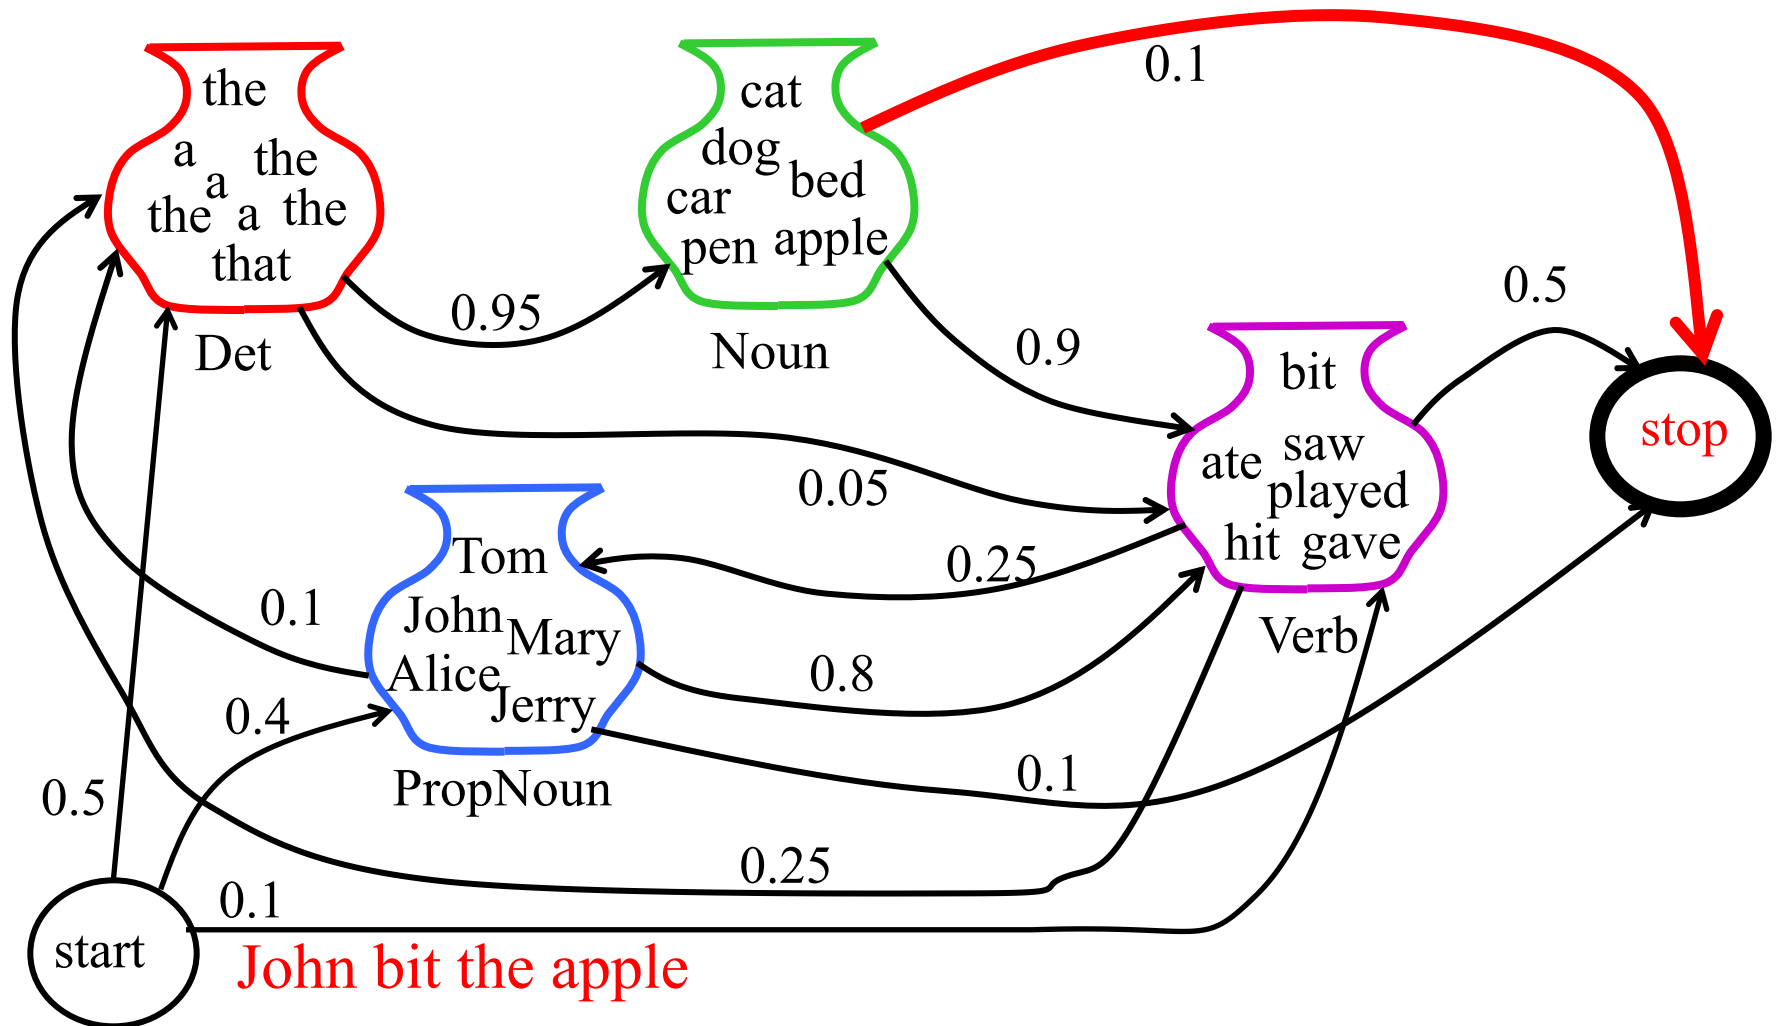 the
a the
a
the a the
that
Det
cat
dog
bed
car
apple
pen
Noun
0.1
0.95
0.9
0.5
bit
saw
ate
played
hit gave
Verb
stop
0.05
0.25
Tom
John
Mary
Alice
Jerry
PropNoun
0.1
0.8
0.4
0.1
0.5
0.25
0.1
start
John bit the apple